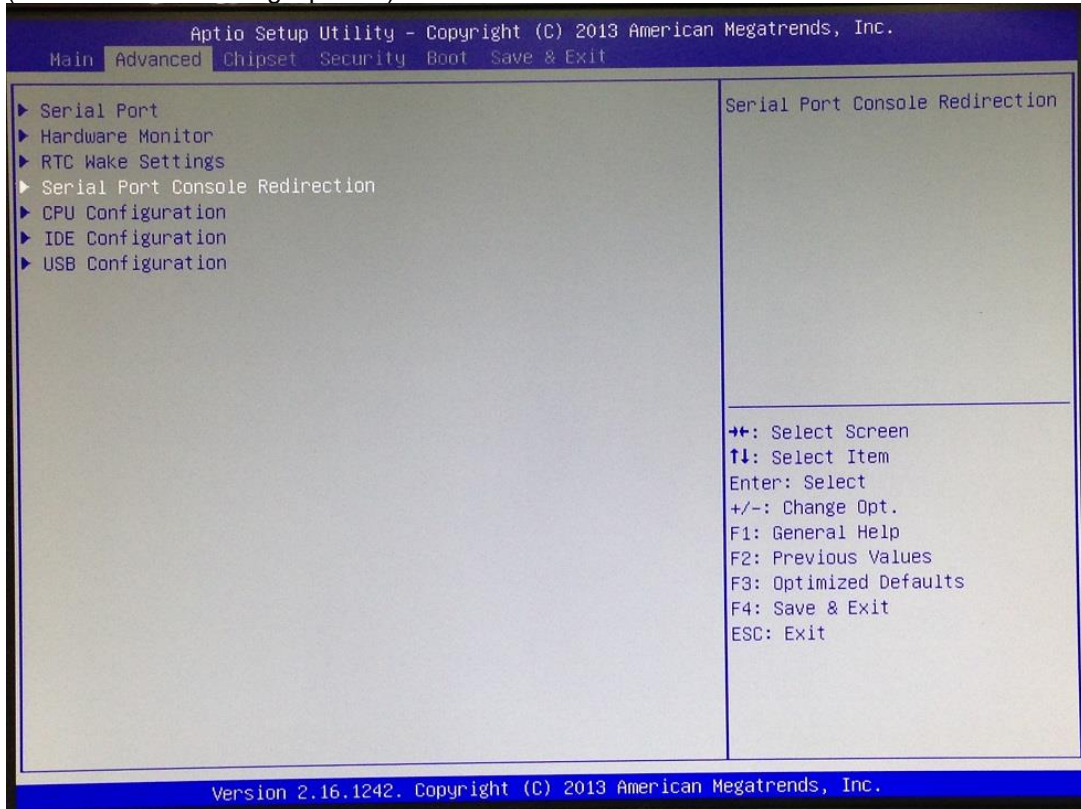 Aptio Setup Utility – Copyright (C) 2013 American Megatrends, Inc.
Main Advanced Chipset Security Boot Save & Exit
▶ Serial Port
▶ Hardware Monitor
▶ RTC Wake Settings
▶ Serial Port Console Redirection
▶ CPU Configuration
▶ IDE Configuration
▶ USB Configuration
Serial Port Console Redirection
→←: Select Screen
↑↓: Select Item
Enter: Select
+/-: Change Opt.
F1: General Help
F2: Previous Values
F3: Optimized Defaults
F4: Save & Exit
ESC: Exit
Version 2.16.1242. Copyright (C) 2013 American Megatrends, Inc.